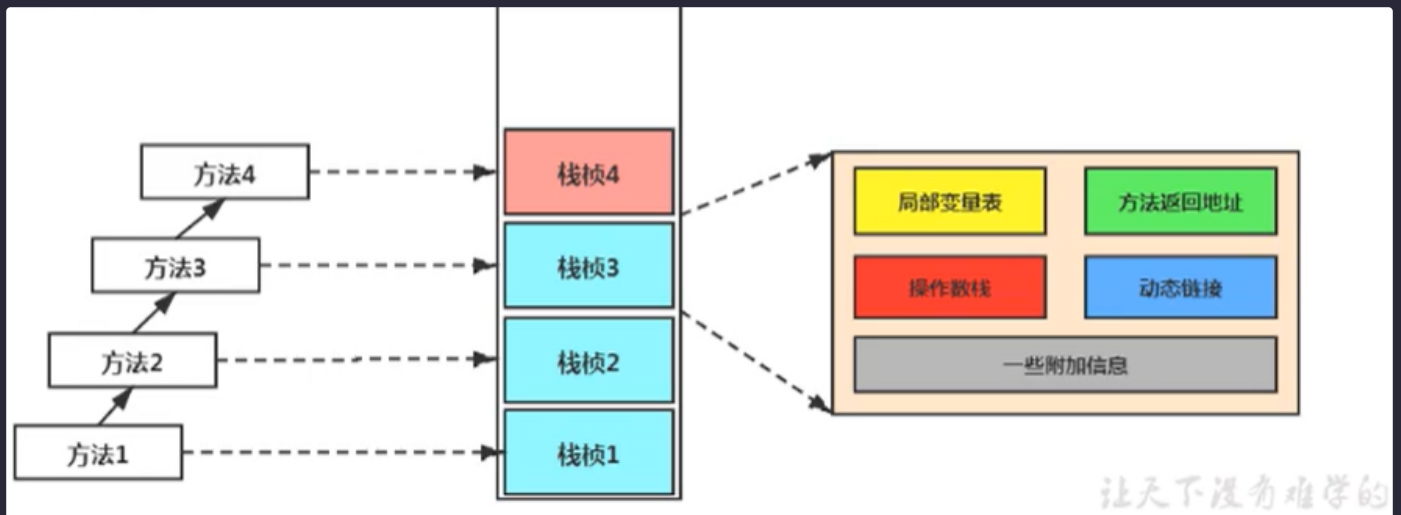 方法4
栈桢4
局部变量表
方法返回地址
方法3
栈桢3
操作数栈
动态链接
方法2
栈桢2
一些附加信息
方法1
栈桢1
让天下没有难学的